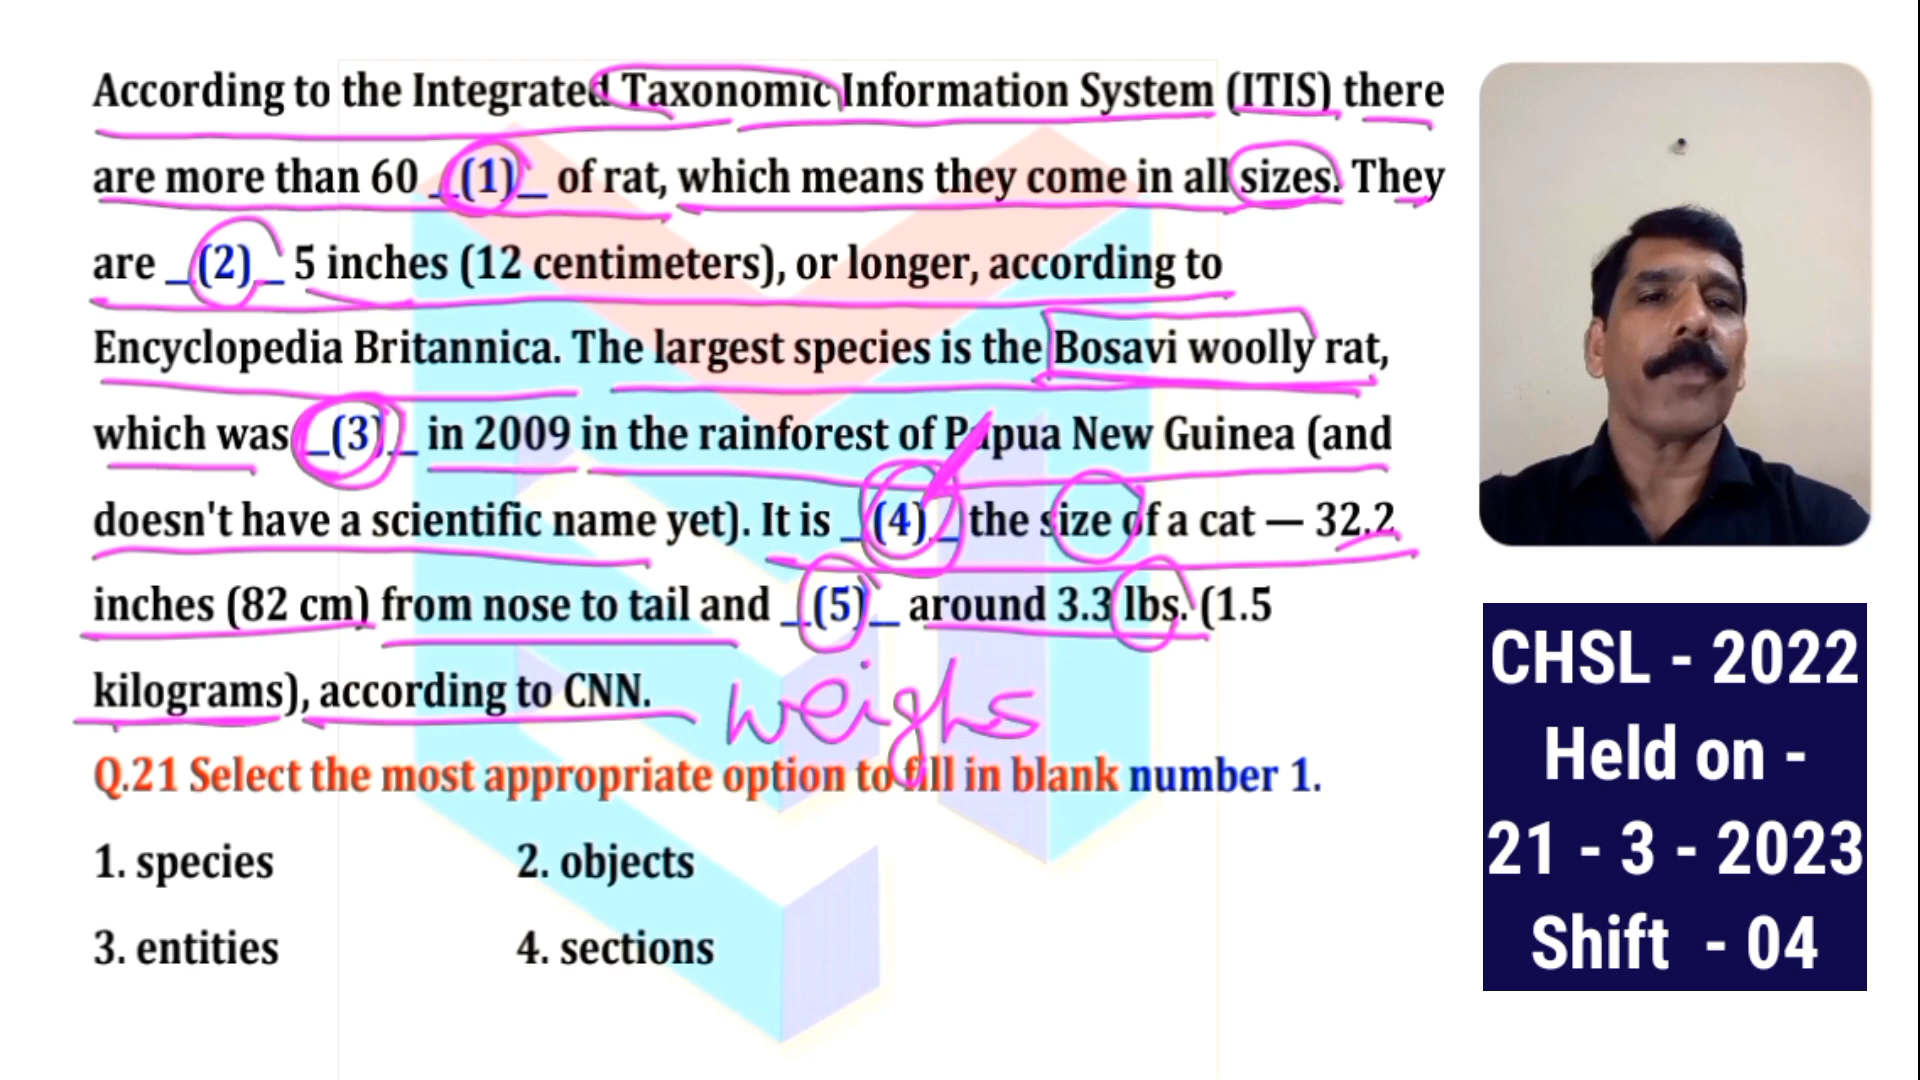 According to the Integrated Taxonomic Information System (ITIS) there
are more than 60 _(1)_ of rat, which means they come in all sizes. They
are _(2)_ 5 inches (12 centimeters), or longer, according to
Encyclopedia Britannica. The largest species is the Bosavi woolly rat,
which was _(3)_ in 2009 in the rainforest of Papua New Guinea (and
doesn't have a scientific name yet). It is _(4)_ the size of a cat — 32.2
inches (82 cm) from nose to tail and _(5)_ around 3.3 lbs. (1.5
kilograms), according to CNN.
weighs
Q.21 Select the most appropriate option to fill in blank number 1.
1. species 2. objects
3. entities 4. sections
CHSL - 2022
Held on -
21 - 3 - 2023
Shift - 04